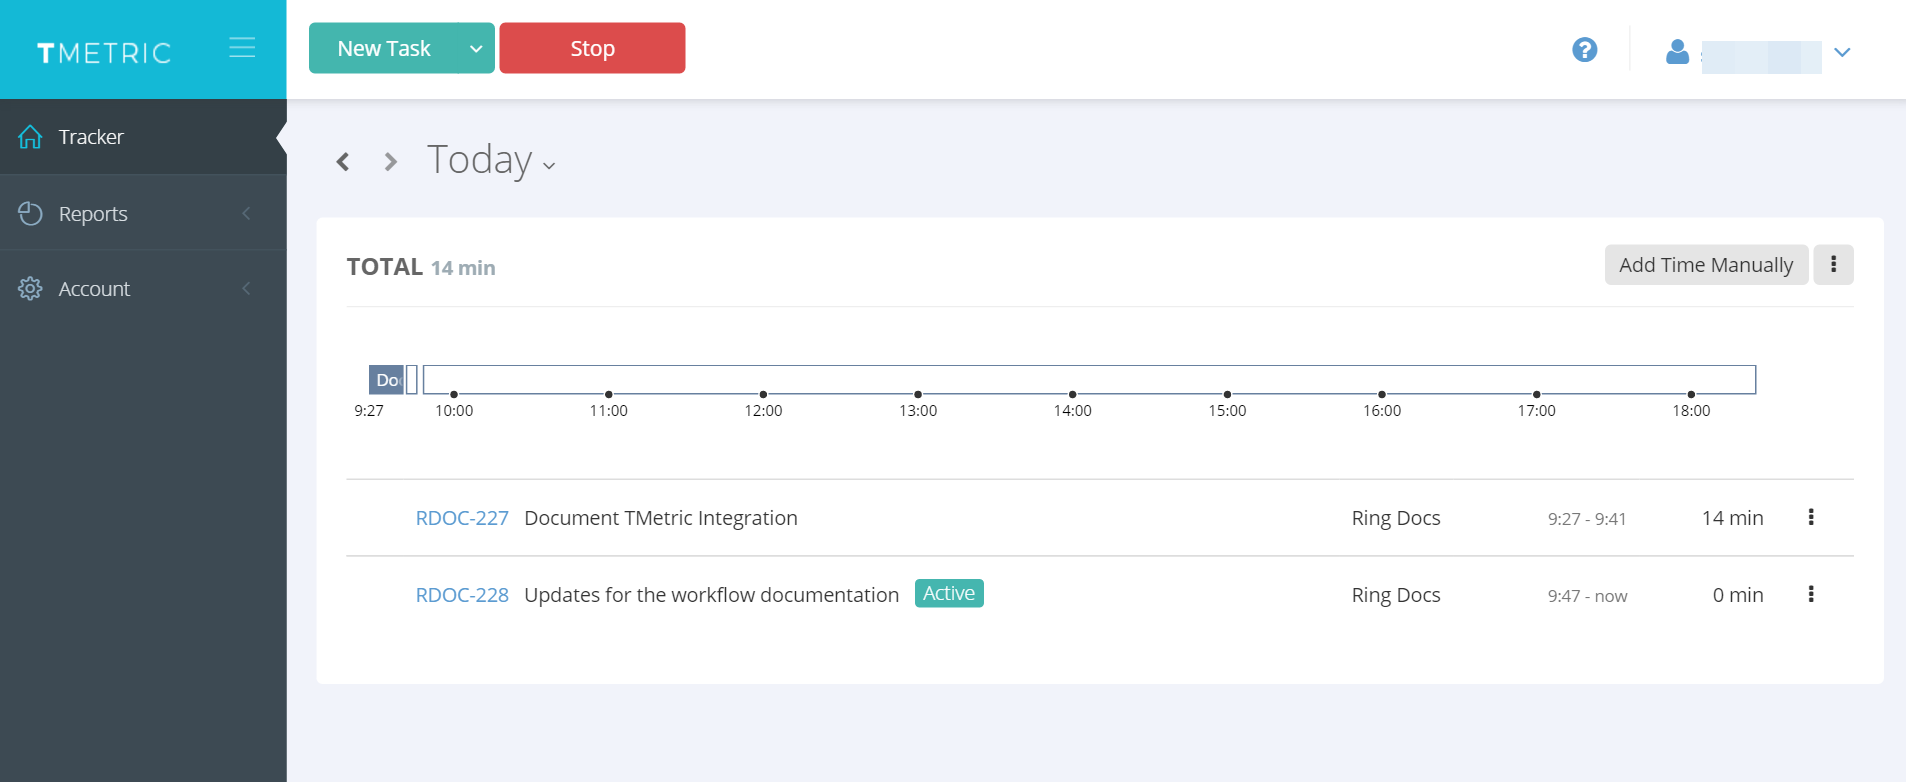 TMETRIC
New Task
Stop
?
Tracker
Reports
Account
Today
TOTAL 14 min
Add Time Manually
Do
9:27 10:00 11:00 12:00 13:00 14:00 15:00 16:00 17:00 18:00
RDOC-227 Document TMetric Integration Ring Docs 9:27 - 9:41 14 min
RDOC-228 Updates for the workflow documentation Active Ring Docs 9:47 - now 0 min